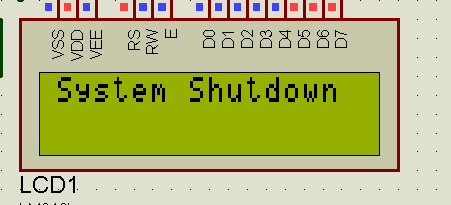 VSS VDD VEE RS RW E D0 D1 D2 D3 D4 D5 D6 D7
System Shutdown
LCD1